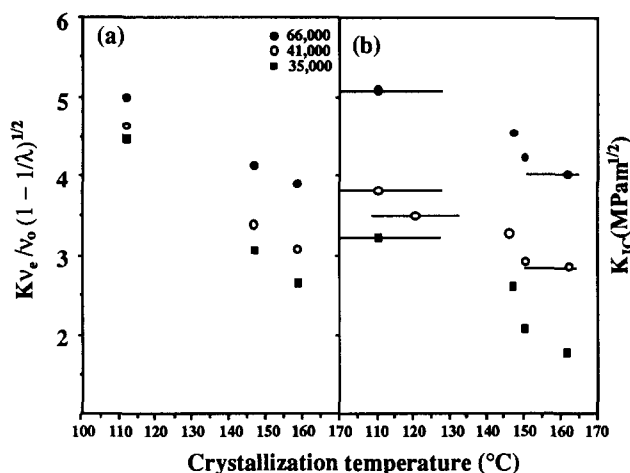 (a)
● 66,000
○ 41,000
■ 35,000
(b)
6
5
4
3
2
Kνe/νo (1 − 1/λ)1/2
KIC(MPam1/2)
100 110 120 130 140 150 160 170 110 120 130 140 150 160 170
Crystallization temperature (°C)